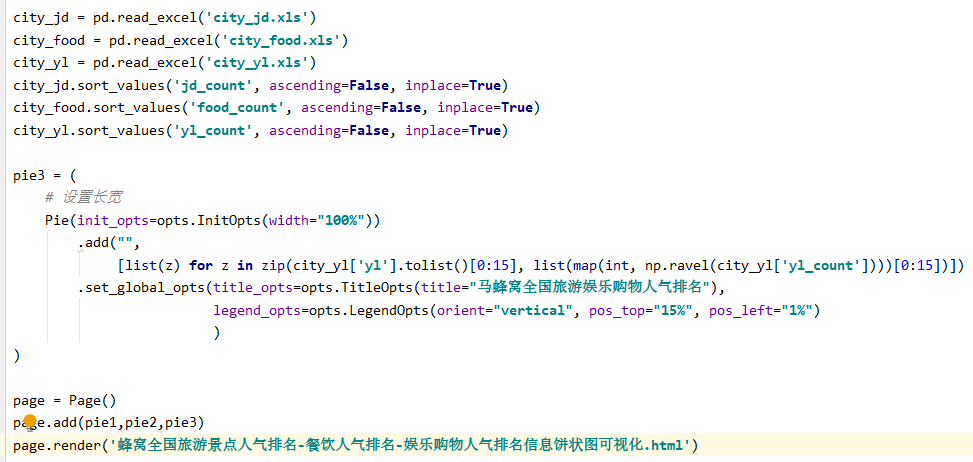 city_jd = pd.read_excel('city_jd.xls')
city_food = pd.read_excel('city_food.xls')
city_yl = pd.read_excel('city_yl.xls')
city_jd.sort_values('jd_count', ascending=False, inplace=True)
city_food.sort_values('food_count', ascending=False, inplace=True)
city_yl.sort_values('yl_count', ascending=False, inplace=True)
pie3 = (
# 设置长宽
Pie(init_opts=opts.InitOpts(width="100%"))
.add("",
[list(z) for z in zip(city_yl['yl'].tolist()[0:15], list(map(int, np.ravel(city_yl['yl_count'])))[0:15])])
.set_global_opts(title_opts=opts.TitleOpts(title="马蜂窝全国旅游娱乐购物人气排名"),
legend_opts=opts.LegendOpts(orient="vertical", pos_top="15%", pos_left="1%")
)
)
page = Page()
page.add(pie1,pie2,pie3)
page.render('蜂窝全国旅游景点人气排名-餐饮人气排名-娱乐购物人气排名信息饼状图可视化.html')